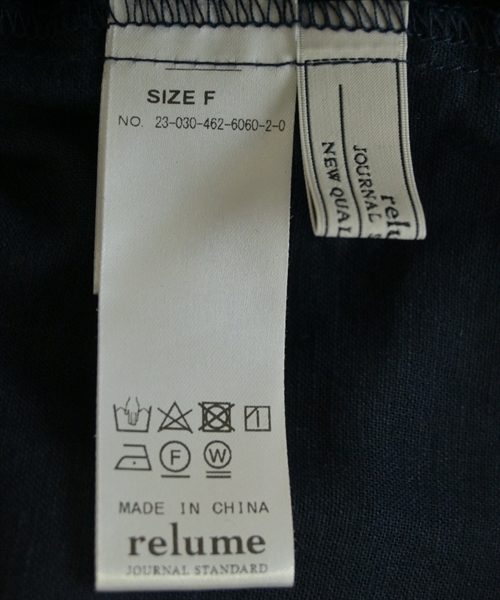 SIZE F
NO. 23-030-462-6060-2-0
F W
MADE IN CHINA
relume
JOURNAL STANDARD
relu
JOURNAL S
NEW QUAL